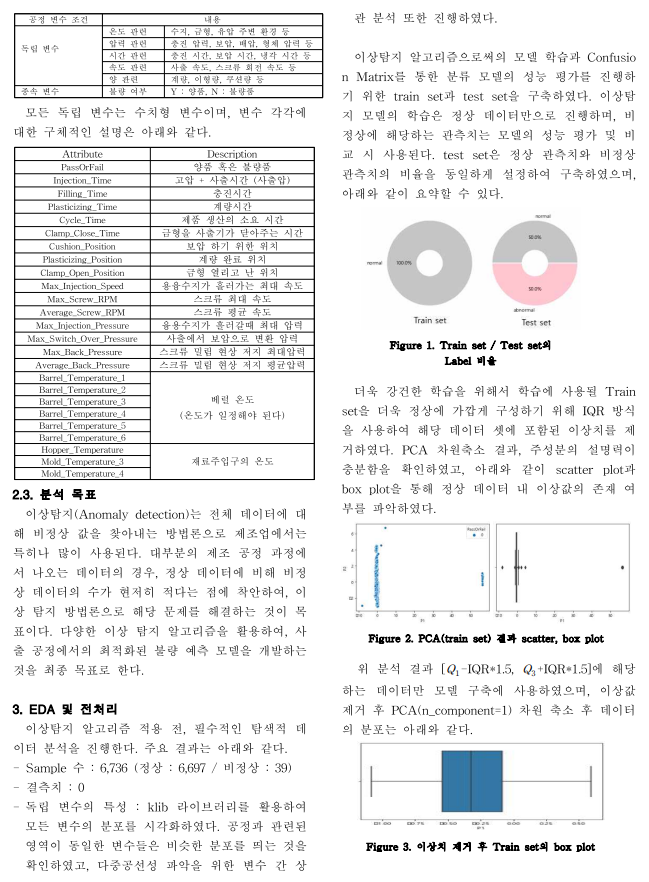 공정 변수 조건 내용
독립 변수 온도 관련 수지, 금형, 유압 주변 환경 등
압력 관련 충진 압력, 보압, 배압, 형체 압력 등
시간 관련 충진 시간, 보압 시간, 냉각 시간 등
속도 관련 사출 속도, 스크류 회전 속도 등
양 관련 계량, 이형량, 쿠션량 등
종속 변수 불량 여부 Y : 양품, N : 불량품
모든 독립 변수는 수치형 변수이며, 변수 각각에
대한 구체적인 설명은 아래와 같다.
Attribute Description
PassOrFail 양품 혹은 불량품
Injection_Time 고압 + 사출시간 (사출압)
Filling_Time 충진시간
Plasticizing_Time 계량시간
Cycle_Time 제품 생산의 소요 시간
Clamp_Close_Time 금형을 사출기가 닫아주는 시간
Cushion_Position 보압 하기 위한 위치
Plasticizing_Position 계량 완료 위치
Clamp_Open_Position 금형 열리고 난 위치
Max_Injection_Speed 용융수지가 흘러가는 최대 속도
Max_Screw_RPM 스크류 최대 속도
Average_Screw_RPM 스크류 평균 속도
Max_Injection_Pressure 융용수지가 흘러갈때 최대 압력
Max_Switch_Over_Pressure 사출에서 보압으로 변환 압력
Max_Back_Pressure 스크류 밀림 현상 저지 최대압력
Average_Back_Pressure 스크류 밀림 현상 저지 평균압력
Barrel_Temperature_1
Barrel_Temperature_2
Barrel_Temperature_3 베럴 온도
Barrel_Temperature_4 (온도가 일정해야 된다)
Barrel_Temperature_5
Barrel_Temperature_6
Hopper_Temperature
Mold_Temperature_3 재료주입구의 온도
Mold_Temperature_4
2.3. 분석 목표
이상탐지(Anomaly detection)는 전체 데이터에 대
해 비정상 값을 찾아내는 방법론으로 제조업에서는
특히나 많이 사용된다. 대부분의 제조 공정 과정에
서 나오는 데이터의 경우, 정상 데이터에 비해 비정
상 데이터의 수가 현저히 적다는 점에 착안하여, 이
상 탐지 방법론으로 해당 문제를 해결하는 것이 목
표이다. 다양한 이상 탐지 알고리즘을 활용하여, 사
출 공정에서의 최적화된 불량 예측 모델을 개발하는
것을 최종 목표로 한다.
3. EDA 및 전처리
이상탐지 알고리즘 적용 전, 필수적인 탐색적 데
이터 분석을 진행한다. 주요 결과는 아래와 같다.
- Sample 수 : 6,736 (정상 : 6,697 / 비정상 : 39)
- 결측치 : 0
- 독립 변수의 특성 : klib 라이브러리를 활용하여
모든 변수의 분포를 시각화하였다. 공정과 관련된
영역이 동일한 변수들은 비슷한 분포를 띄는 것을
확인하였고, 다중공선성 파악을 위한 변수 간 상
관 분석 또한 진행하였다.
이상탐지 알고리즘으로써의 모델 학습과 Confusio
n Matrix를 통한 분류 모델의 성능 평가를 진행하
기 위한 train set과 test set을 구축하였다. 이상탐
지 모델의 학습은 정상 데이터만으로 진행하며, 비
정상에 해당하는 관측치는 모델의 성능 평가 및 비
교 시 사용된다. test set은 정상 관측치와 비정상
관측치의 비율을 동일하게 설정하여 구축하였으며,
아래와 같이 요약할 수 있다.
normal 100.0%
Train set
normal
50.0%
50.0%
abnormal
Test set
Figure 1. Train set / Test set의
Label 비율
더욱 강건한 학습을 위해서 학습에 사용될 Train
set을 더욱 정상에 가깝게 구성하기 위해 IQR 방식
을 사용하여 해당 데이터 셋에 포함된 이상치를 제
거하였다. PCA 차원축소 결과, 주성분의 설명력이
충분함을 확인하였고, 아래와 같이 scatter plot과
box plot을 통해 정상 데이터 내 이상값의 존재 여
부를 파악하였다.
PassOrFail
0
Figure 2. PCA(train set) 결과 scatter, box plot
위 분석 결과 [Q1-IQR*1.5, Q3+IQR*1.5]에 해당
하는 데이터만 모델 구축에 사용하였으며, 이상값
제거 후 PCA(n_component=1) 차원 축소 후 데이터
의 분포는 아래와 같다.
Figure 3. 이상치 제거 후 Train set의 box plot